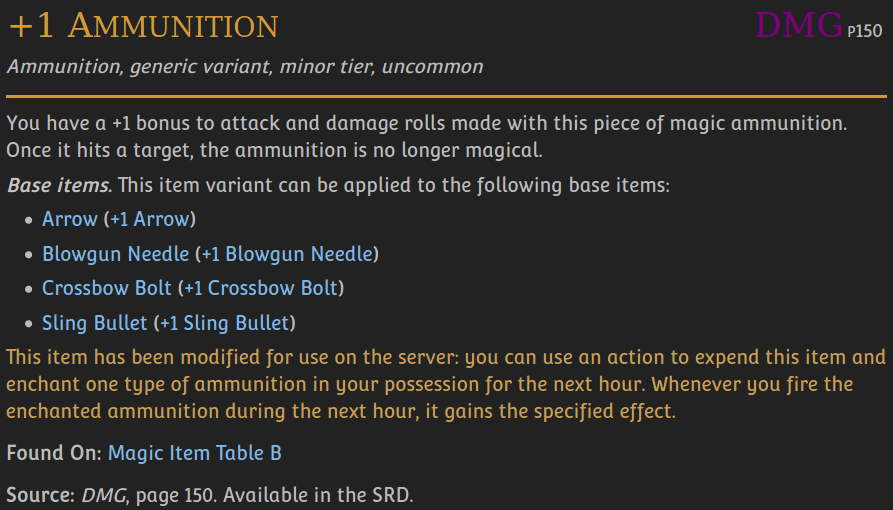 +1 Ammunition
DMG P150
Ammunition, generic variant, minor tier, uncommon
You have a +1 bonus to attack and damage rolls made with this piece of magic ammunition.
Once it hits a target, the ammunition is no longer magical.
Base items. This item variant can be applied to the following base items:
• Arrow (+1 Arrow)
• Blowgun Needle (+1 Blowgun Needle)
• Crossbow Bolt (+1 Crossbow Bolt)
• Sling Bullet (+1 Sling Bullet)
This item has been modified for use on the server: you can use an action to expend this item and
enchant one type of ammunition in your possession for the next hour. Whenever you fire the
enchanted ammunition during the next hour, it gains the specified effect.
Found On: Magic Item Table B
Source: DMG, page 150. Available in the SRD.